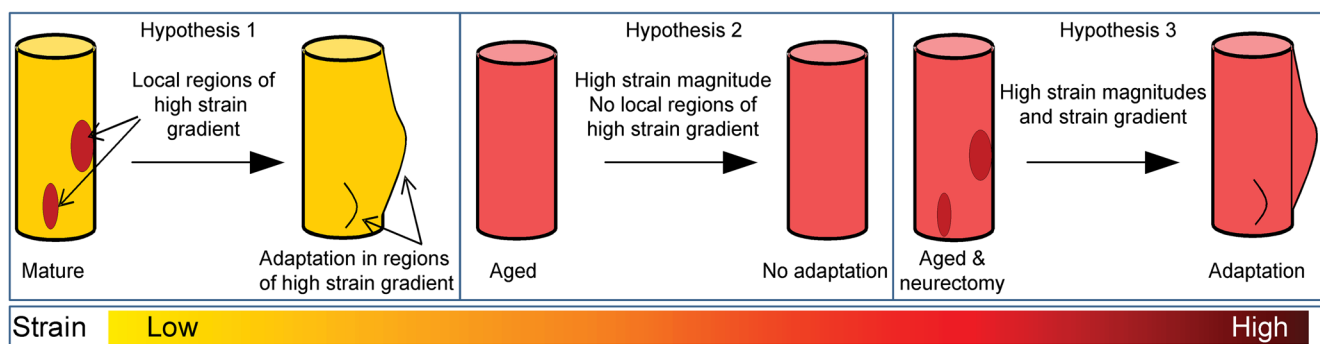 Hypothesis 1
Local regions of
high strain
gradient
Mature
Adaptation in regions
of high strain gradient
Hypothesis 2
High strain magnitude
No local regions of
high strain gradient
Aged
No adaptation
Hypothesis 3
High strain magnitudes
and strain gradient
Aged &
neurectomy
Adaptation
Strain
Low
High